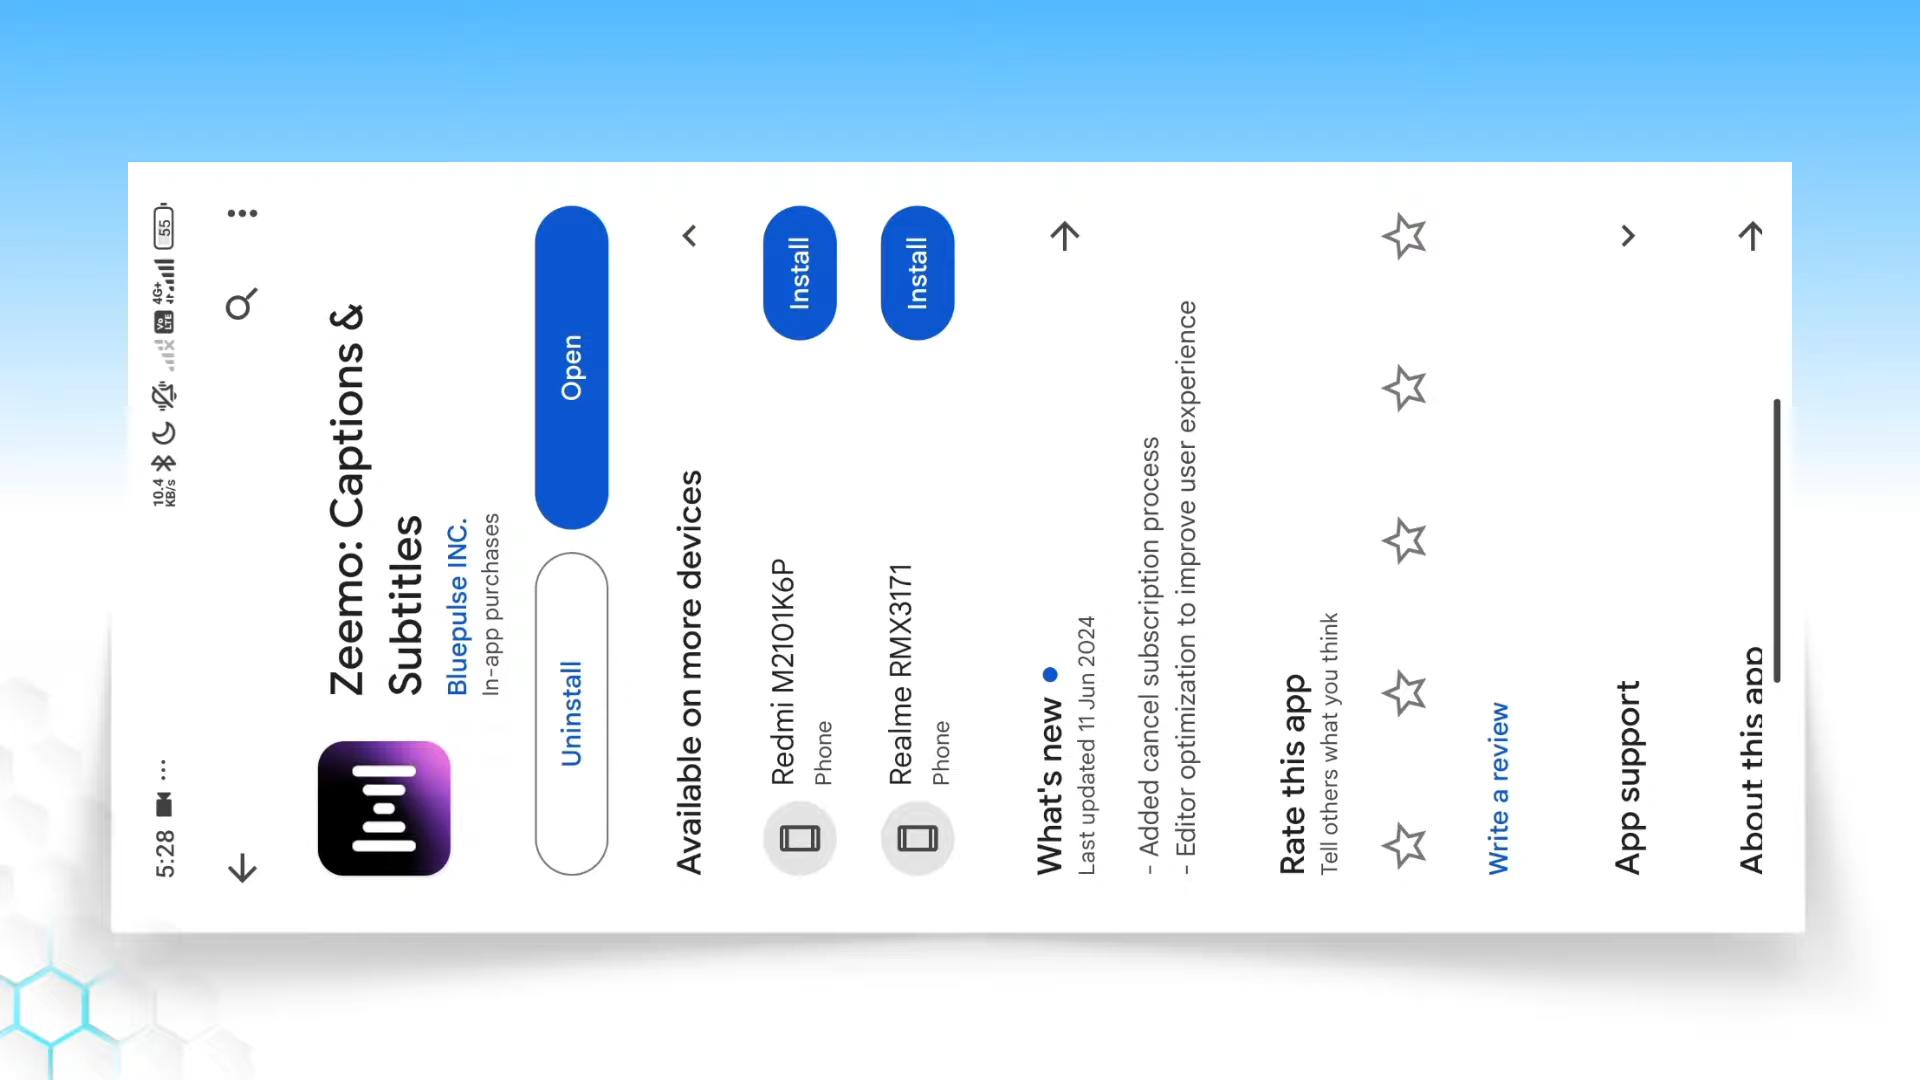 5:28 ...
10.4
KB/s
Vo
LTE
4G+
55
Zeemo: Captions &
Subtitles
Bluepulse INC.
In-app purchases
Uninstall
Open
Available on more devices
Redmi M2101K6P
Phone
Install
Realme RMX3171
Phone
Install
What's new
Last updated 11 Jun 2024
- Added cancel subscription process
- Editor optimization to improve user experience
Rate this app
Tell others what you think
Write a review
App support
About this app